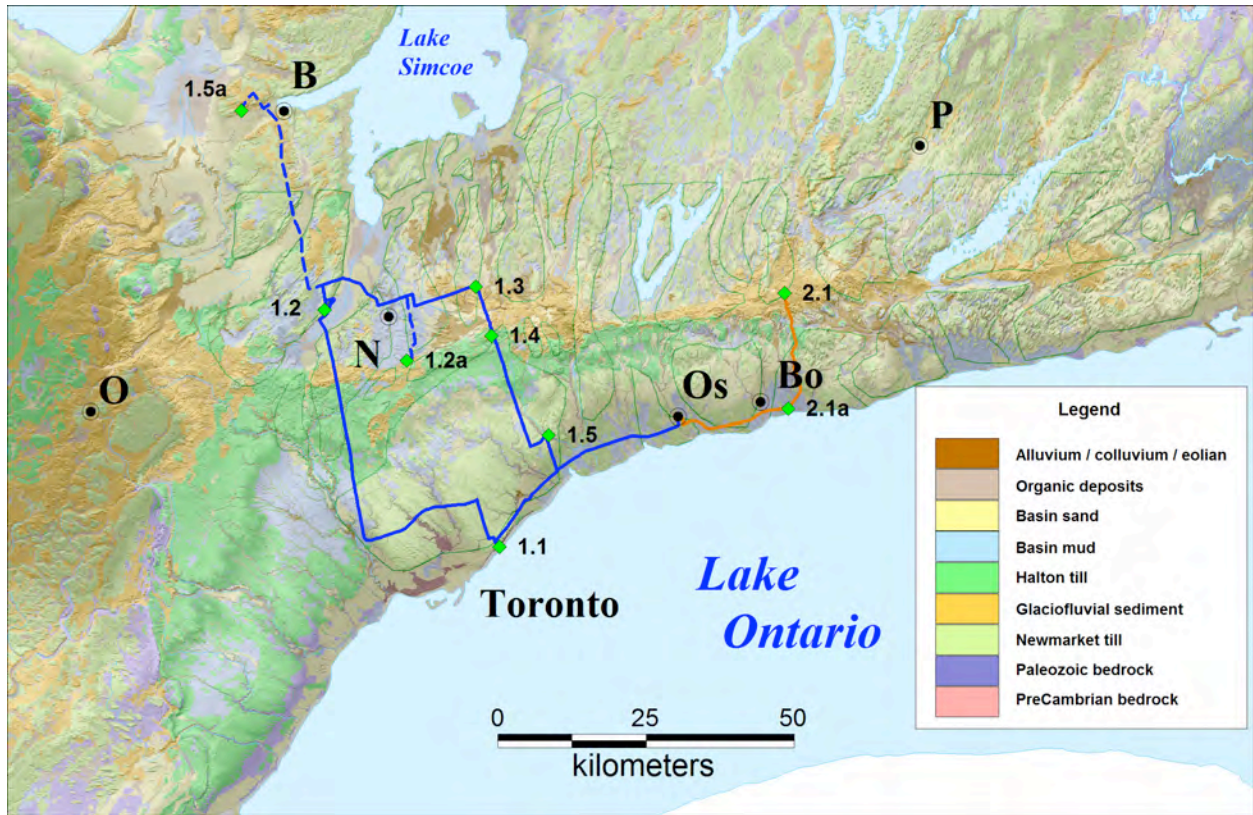 Lake
Simcoe
B
1.5a
P
1.3
2.1
1.2
1.4
N
1.2a
O
Os
Bo
2.1a
1.5
1.1
Toronto
Lake
Ontario
0 25 50
kilometers
Legend
Alluvium / colluvium / eolian
Organic deposits
Basin sand
Basin mud
Halton till
Glaciofluvial sediment
Newmarket till
Paleozoic bedrock
PreCambrian bedrock